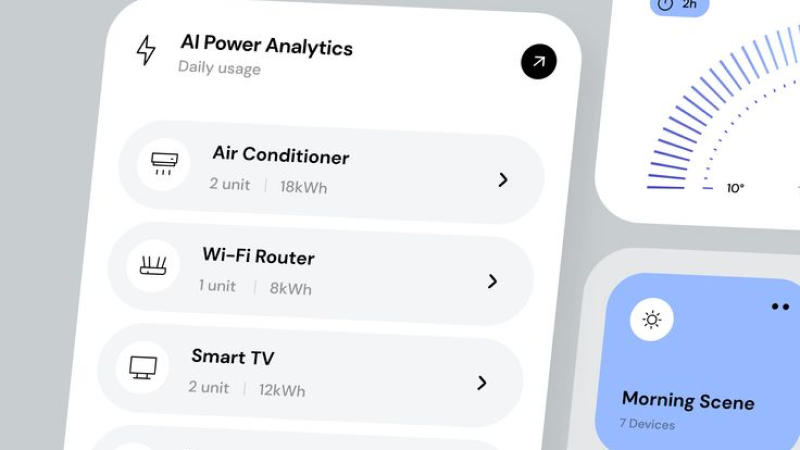 AI Power Analytics
Daily usage
Air Conditioner
2 unit | 18kWh
Wi-Fi Router
1 unit | 8kWh
Smart TV
2 unit | 12kWh
2h
10°
Morning Scene
7 Devices